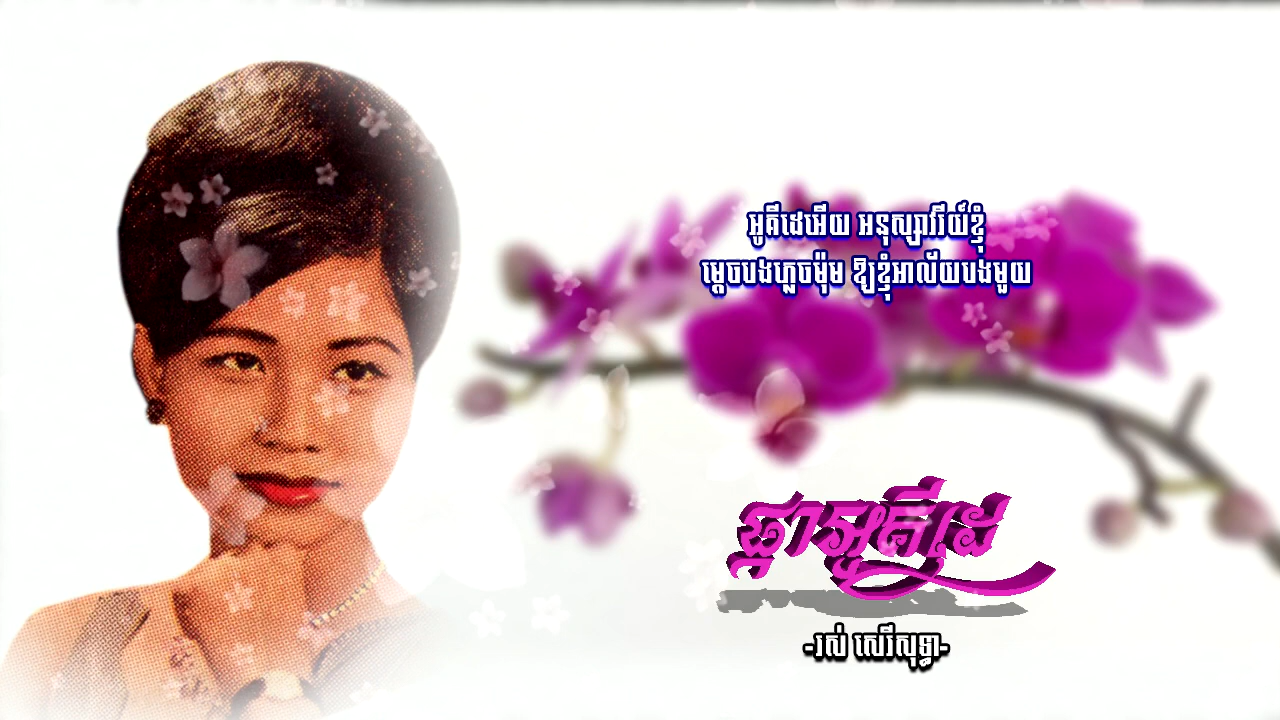 អូគីដេអើយ អនុស្សាវរីយ៍ខ្ញុំ
ម្ដេចបងភ្លេចម៉ុម ឱ្យខ្ញុំអាល័យបងមួយ
ផ្កាអូគីដេ
-រស់ សេរីសុទ្ធា-